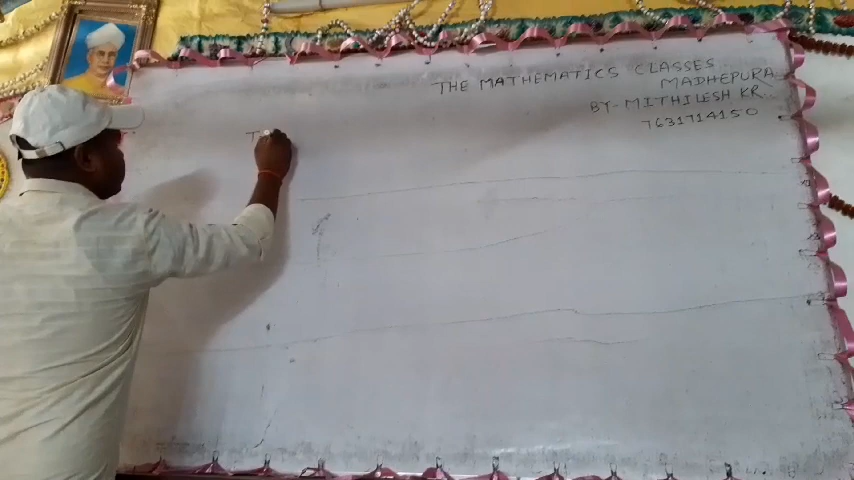 THE MATHEMATICS CLASSES
MADHEPURA
BY-MITHILESH KR.
7631714150
T